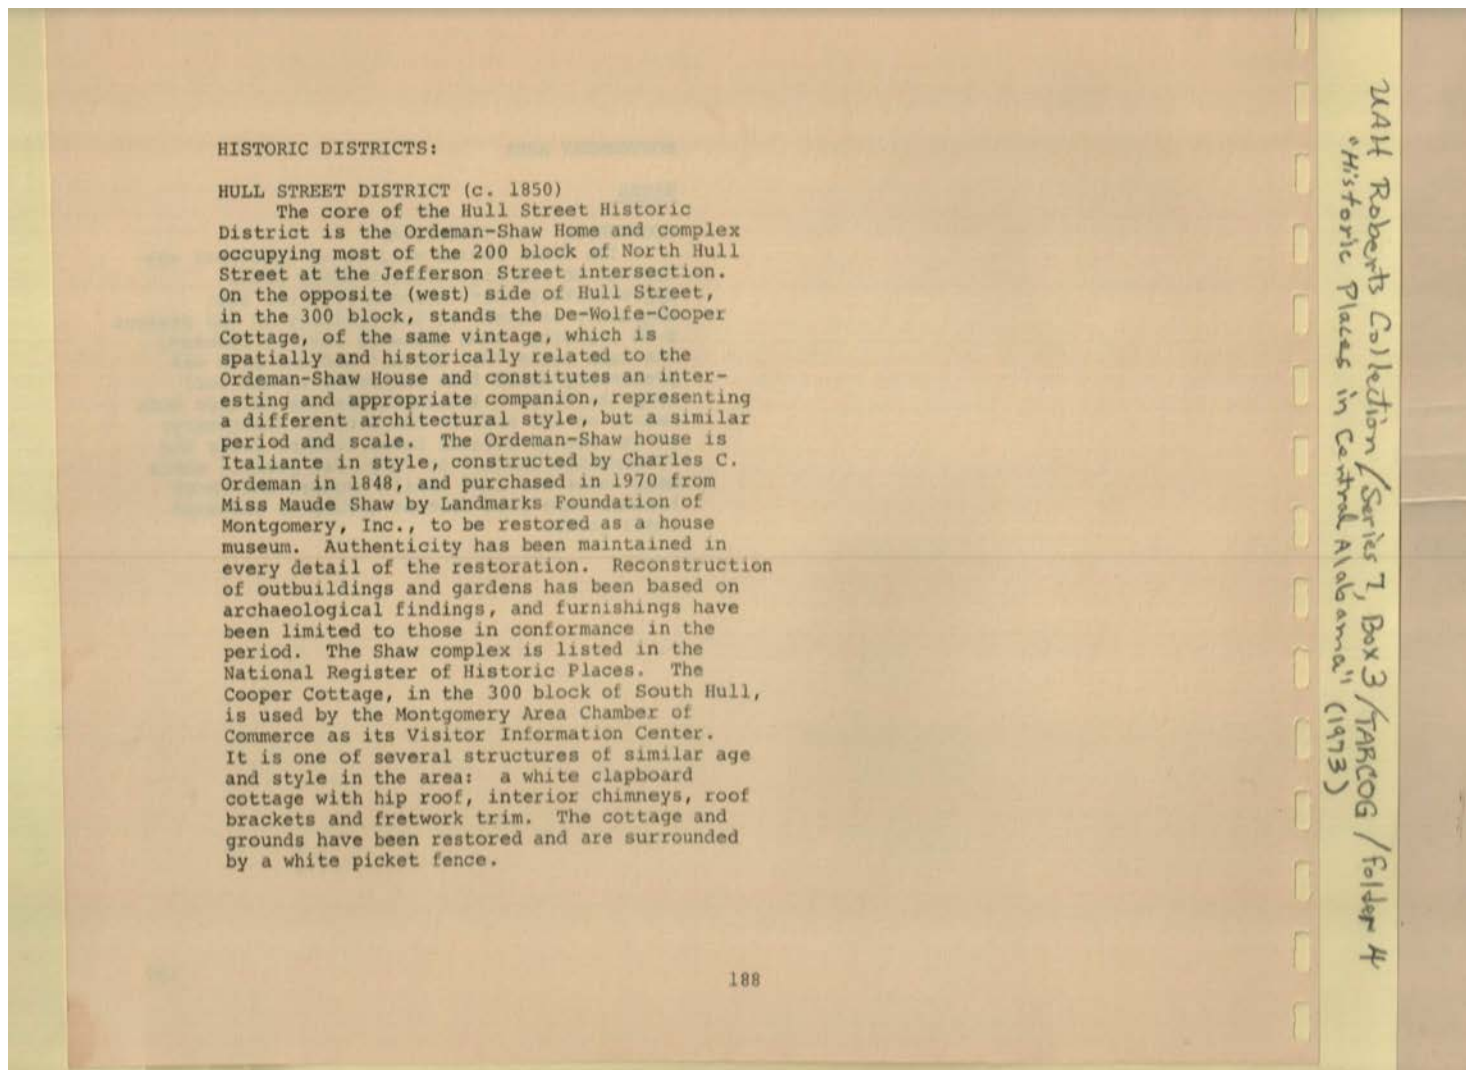 HISTORIC DISTRICTS:
HULL STREET DISTRICT (c. 1850)
The core of the Hull Street Historic
District is the Ordeman-Shaw Home and complex
occupying most of the 200 block of North Hull
Street at the Jefferson Street intersection.
On the opposite (west) side of Hull Street,
in the 300 block, stands the De-Wolfe-Cooper
Cottage, of the same vintage, which is
spatially and historically related to the
Ordeman-Shaw House and constitutes an inter-
esting and appropriate companion, representing
a different architectural style, but a similar
period and scale. The Ordeman-Shaw house is
Italiante in style, constructed by Charles C.
Ordeman in 1848, and purchased in 1970 from
Miss Maude Shaw by Landmarks Foundation of
Montgomery, Inc., to be restored as a house
museum. Authenticity has been maintained in
every detail of the restoration. Reconstruction
of outbuildings and gardens has been based on
archaeological findings, and furnishings have
been limited to those in conformance in the
period. The Shaw complex is listed in the
National Register of Historic Places. The
Cooper Cottage, in the 300 block of South Hull,
is used by the Montgomery Area Chamber of
Commerce as its Visitor Information Center.
It is one of several structures of similar age
and style in the area: a white clapboard
cottage with hip roof, interior chimneys, roof
brackets and fretwork trim. The cottage and
grounds have been restored and are surrounded
by a white picket fence.
188
UAH Roberts Collection/Series 7, Box 3/TARCOG/Folder 4
"Historic Places in Central Alabama" (1973)